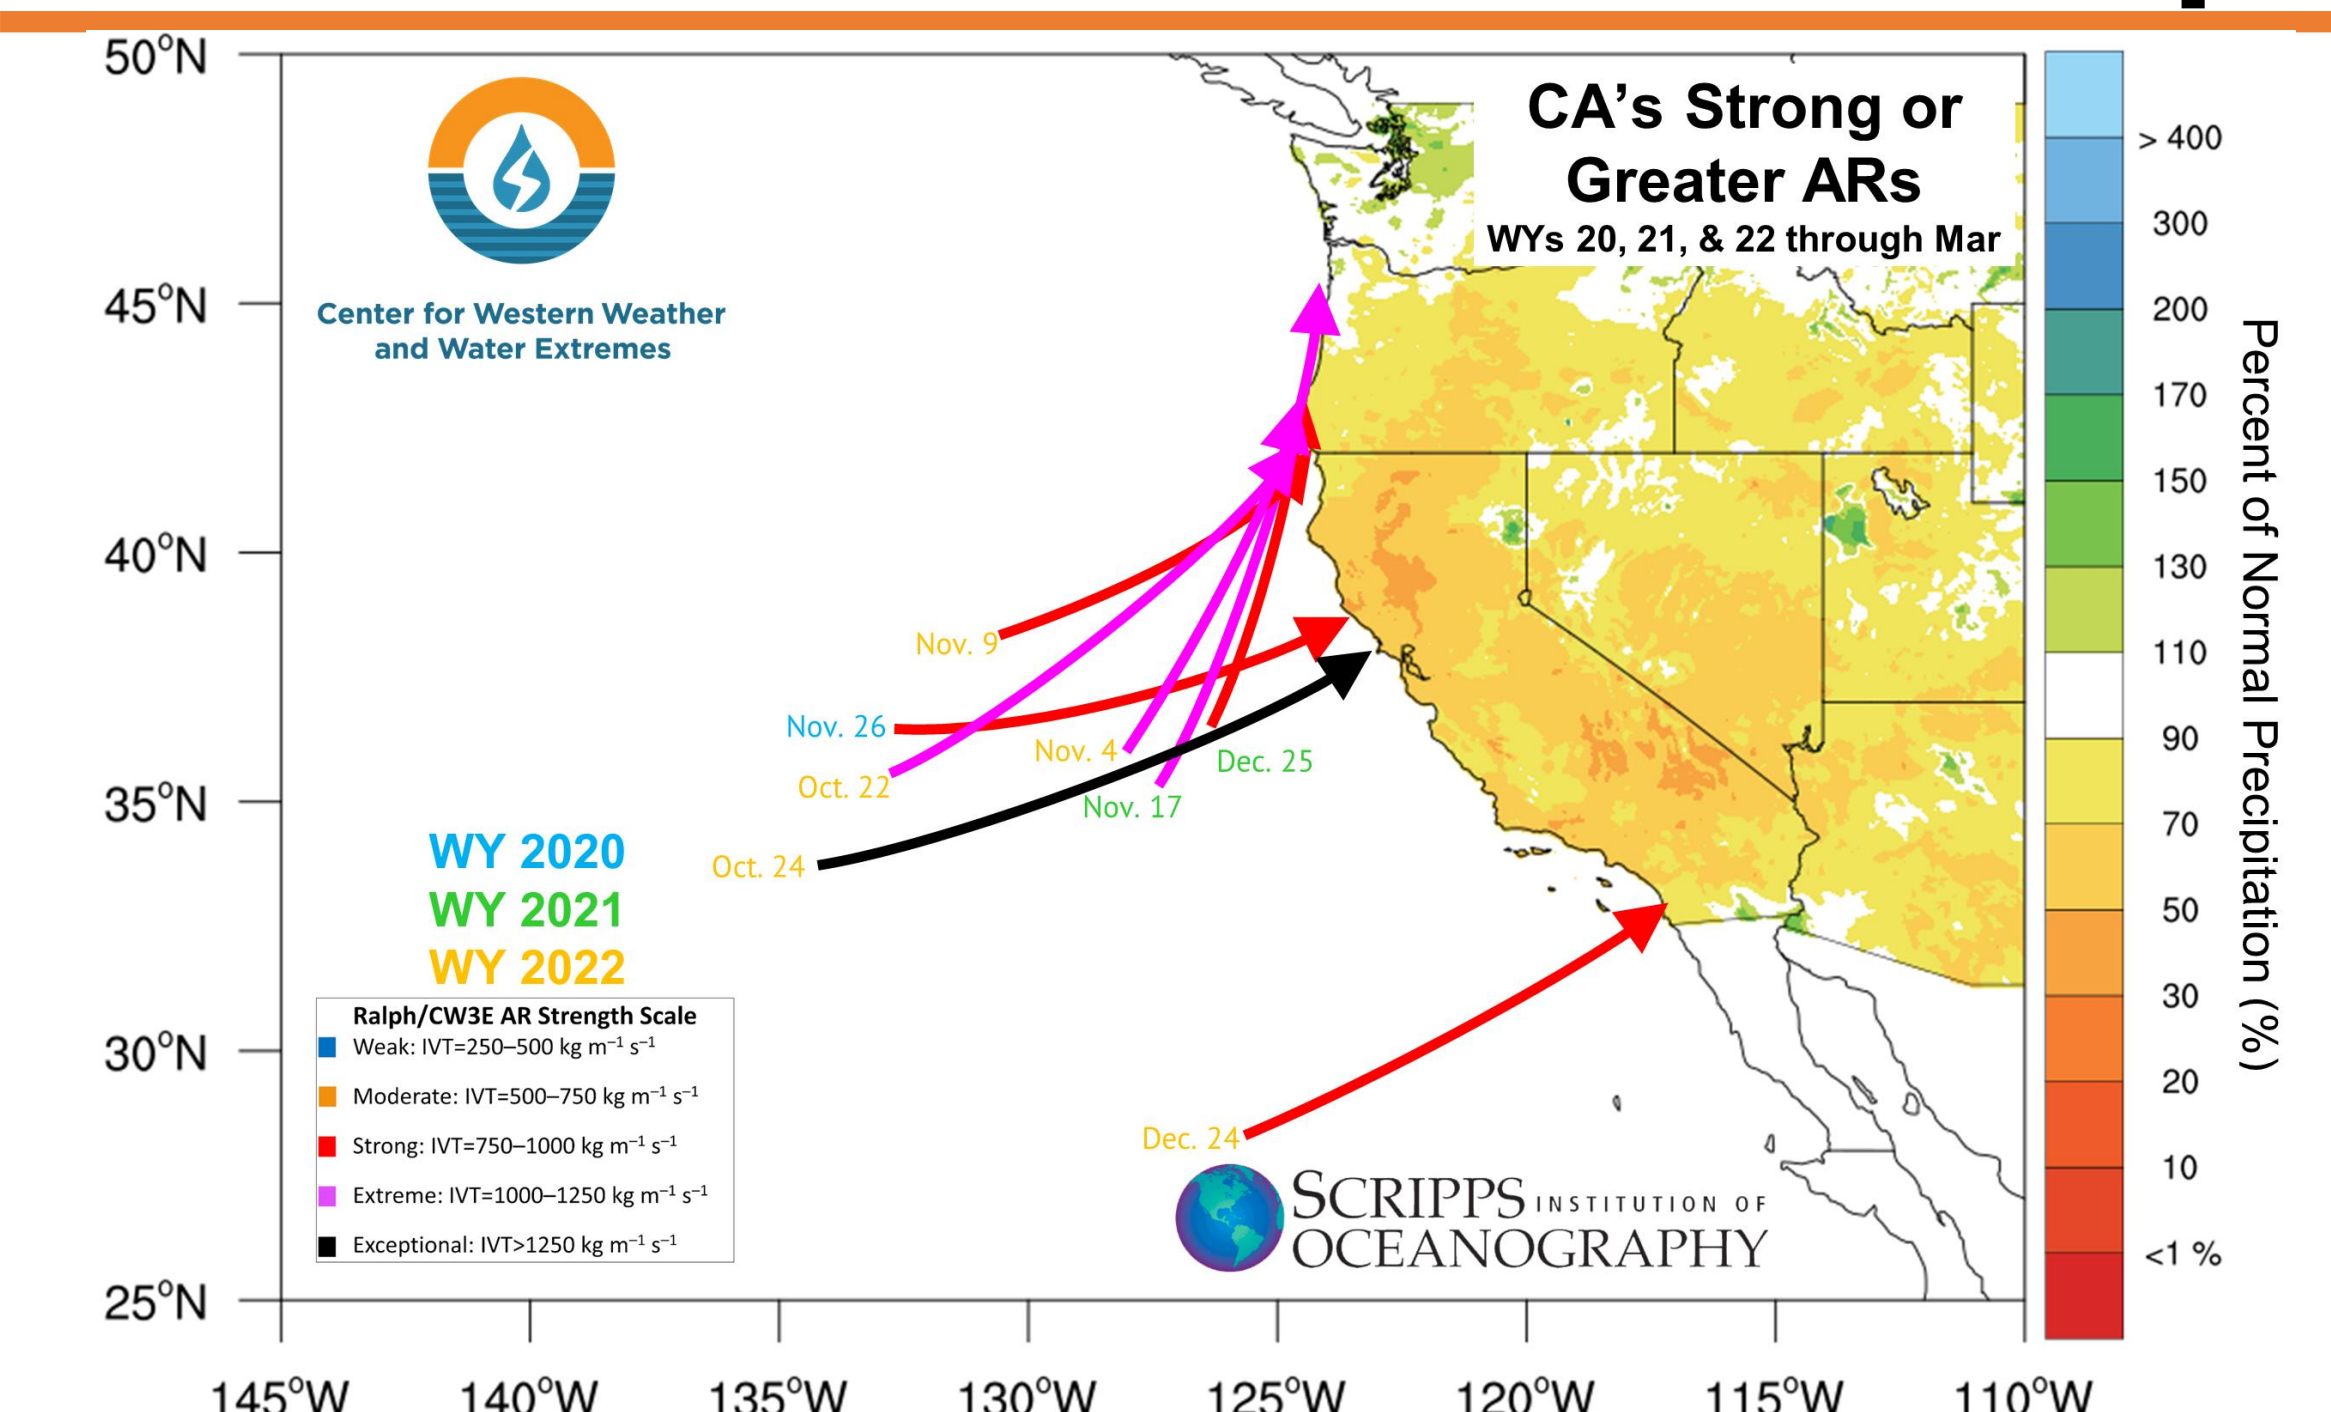 50°N
45°N
40°N
35°N
30°N
25°N
145°W 140°W 135°W 130°W 125°W 120°W 115°W 110°W
Center for Western Weather
and Water Extremes
CA’s Strong or
Greater ARs
WYs 20, 21, & 22 through Mar
Nov. 9
Nov. 26
Oct. 22
Nov. 4
Dec. 25
Nov. 17
Oct. 24
Dec. 24
WY 2020
WY 2021
WY 2022
Ralph/CW3E AR Strength Scale
Weak: IVT=250–500 kg m⁻¹ s⁻¹
Moderate: IVT=500–750 kg m⁻¹ s⁻¹
Strong: IVT=750–1000 kg m⁻¹ s⁻¹
Extreme: IVT=1000–1250 kg m⁻¹ s⁻¹
Exceptional: IVT>1250 kg m⁻¹ s⁻¹
SCRIPPS INSTITUTION OF
OCEANOGRAPHY
> 400
300
200
170
150
130
110
90
70
50
30
20
10
<1 %
Percent of Normal Precipitation (%)